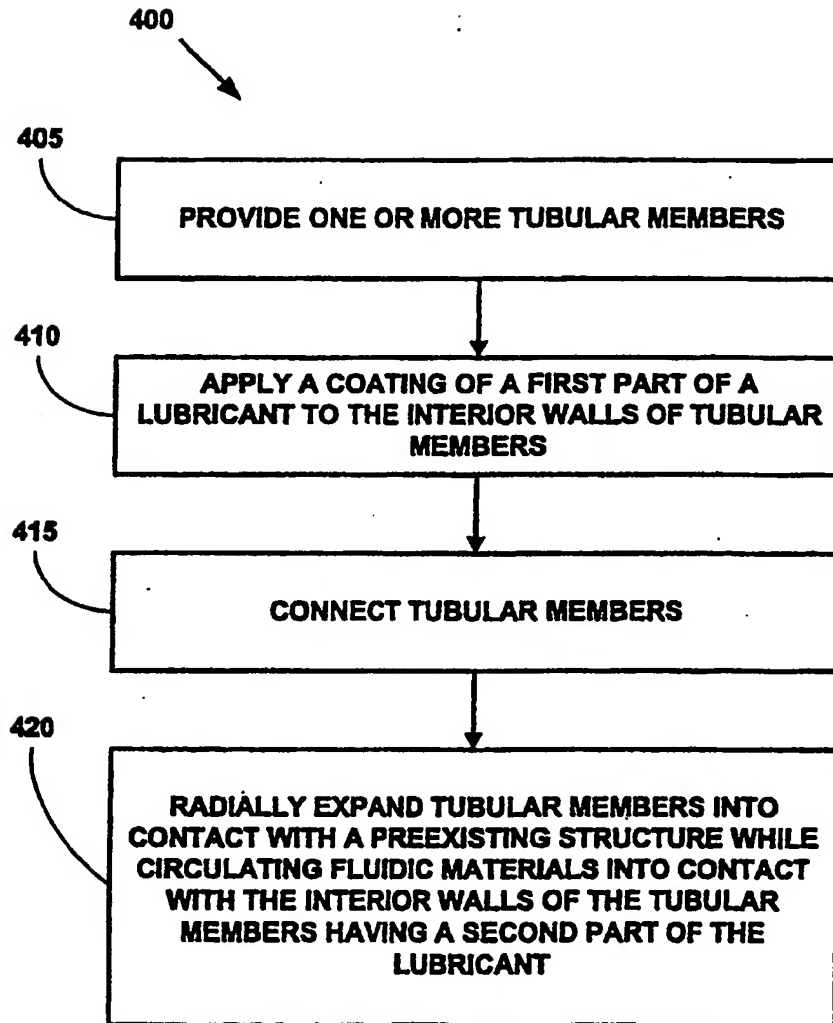 400
405
PROVIDE ONE OR MORE TUBULAR MEMBERS
410
APPLY A COATING OF A FIRST PART OF A
LUBRICANT TO THE INTERIOR WALLS OF TUBULAR
MEMBERS
415
CONNECT TUBULAR MEMBERS
420
RADIALLY EXPAND TUBULAR MEMBERS INTO
CONTACT WITH A PREEXISTING STRUCTURE WHILE
CIRCULATING FLUIDIC MATERIALS INTO CONTACT
WITH THE INTERIOR WALLS OF THE TUBULAR
MEMBERS HAVING A SECOND PART OF THE
LUBRICANT